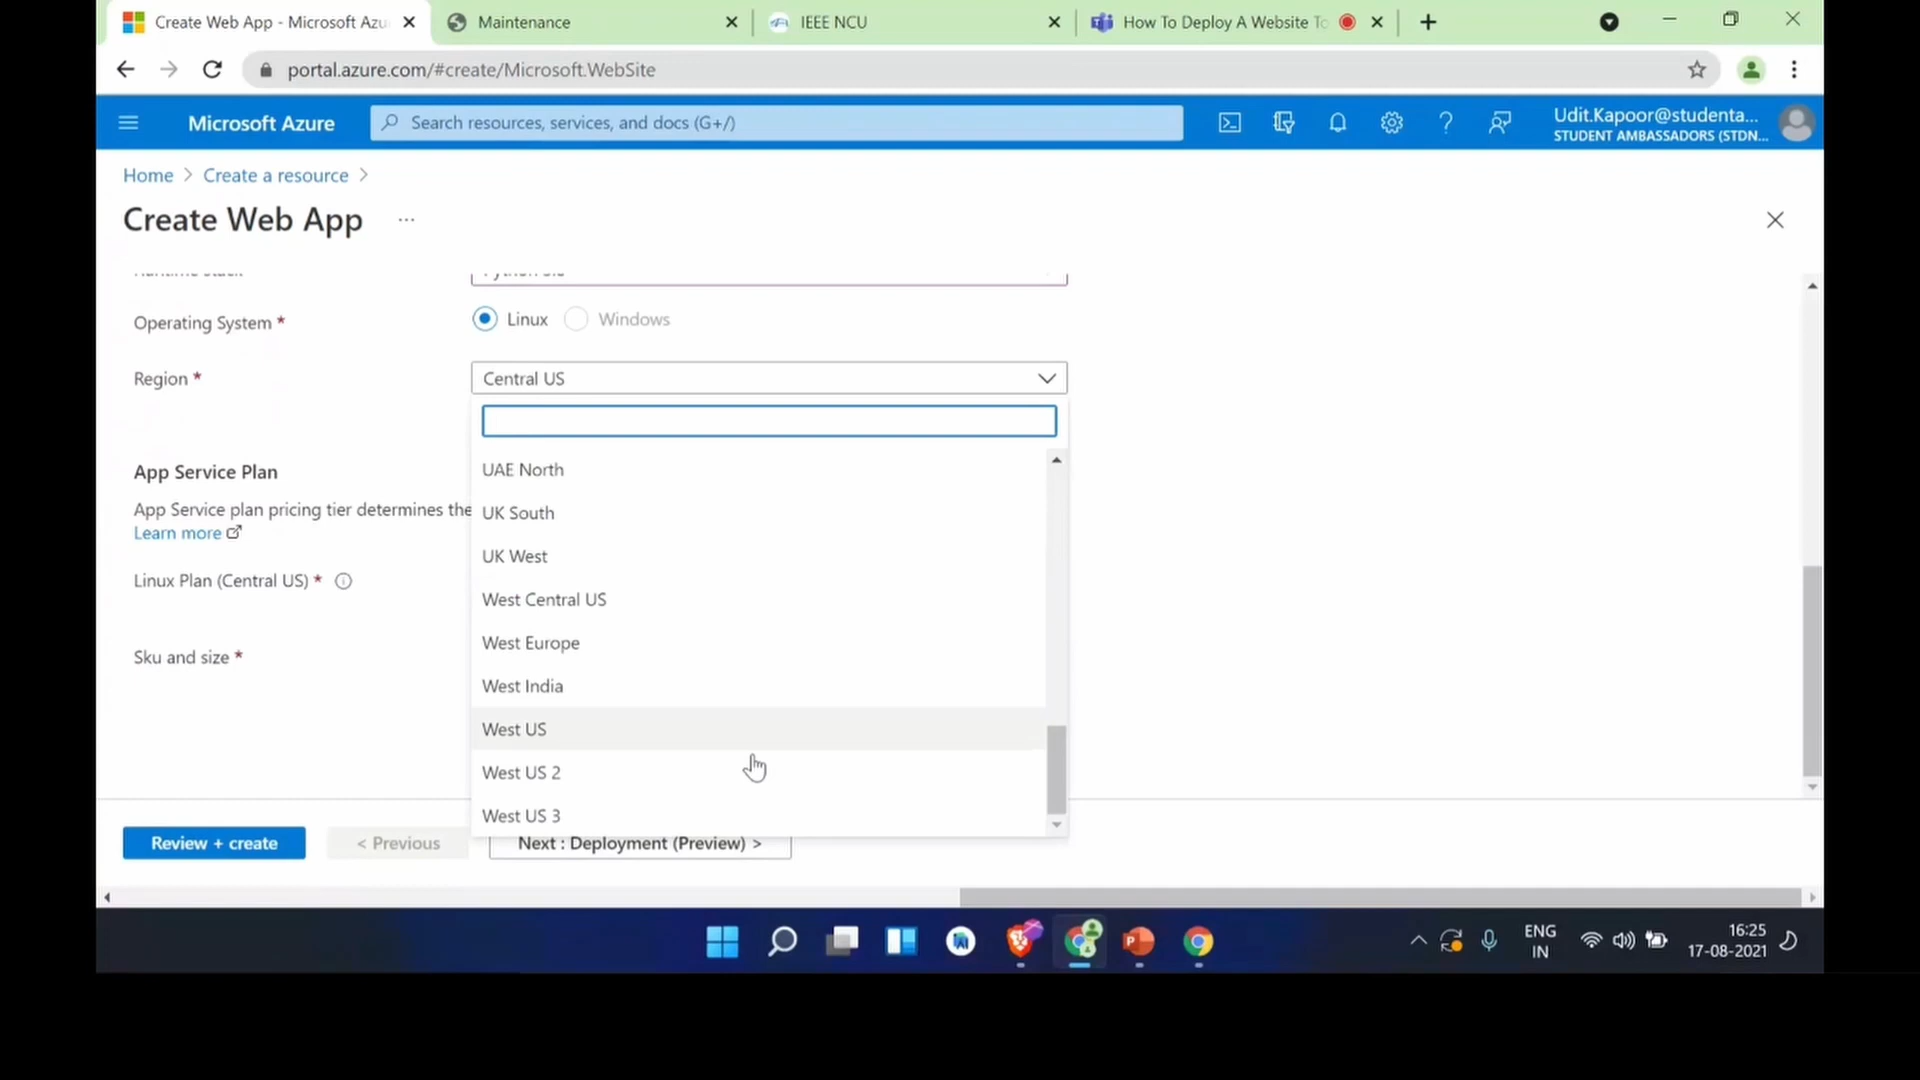 Create Web App - Microsoft Azu
Maintenance
IEEE NCU
How To Deploy A Website To
portal.azure.com/#create/Microsoft.WebSite
Microsoft Azure
Search resources, services, and docs (G+/)
Udit.Kapoor@studenta...
STUDENT AMBASSADORS (STDN...
Home > Create a resource >
Create Web App ...
Operating System *
Linux
Windows
Region *
Central US
UAE North
App Service Plan
UK South
App Service plan pricing tier determines the
Learn more
UK West
Linux Plan (Central US) *
West Central US
West Europe
Sku and size *
West India
West US
West US 2
West US 3
Review + create
< Previous
Next : Deployment (Preview) >
ENG
IN
16:25
17-08-2021